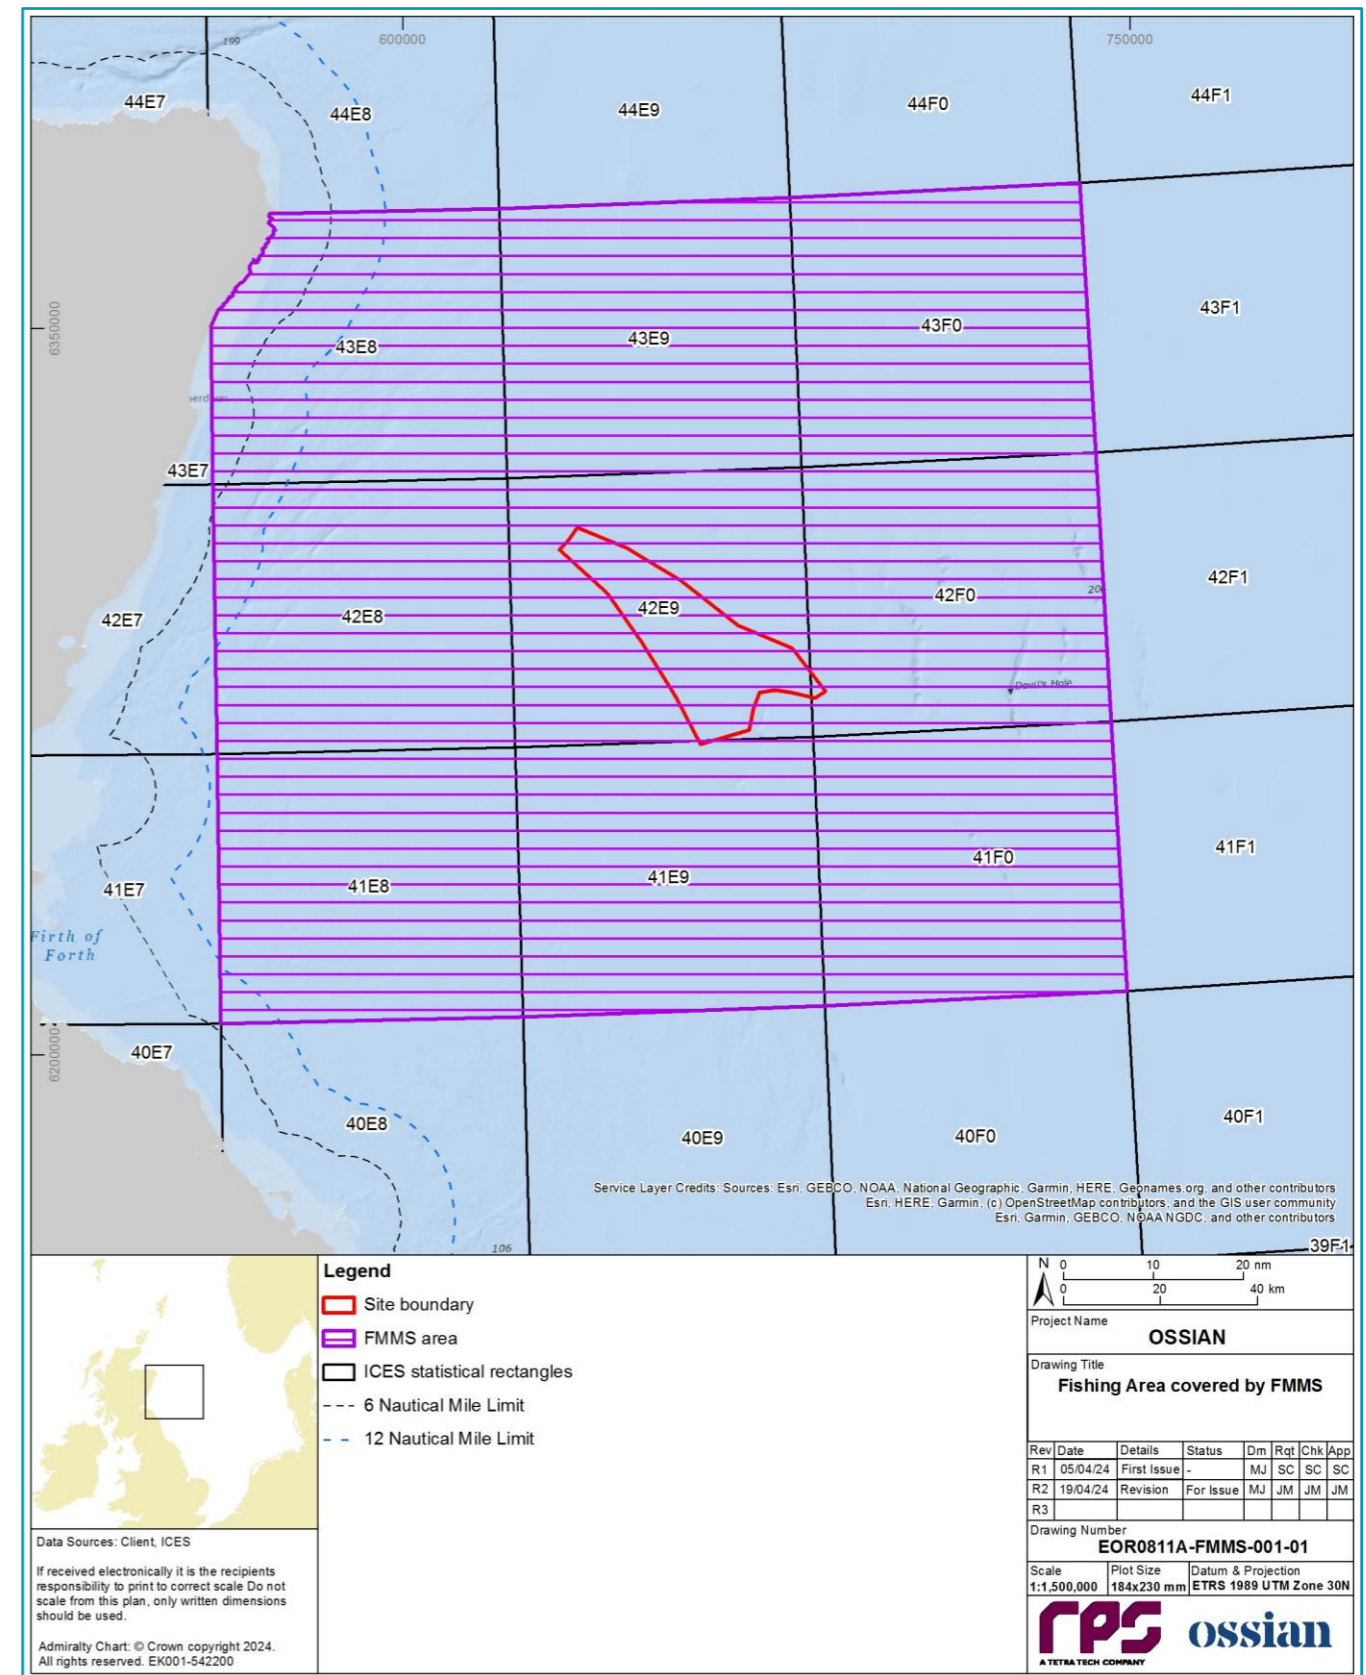 199
600000
750000
44E7
44E8
44E9
44F0
44F1
6350000
43E8
43E9
43F0
43F1
43E7
42E7
42E8
42E9
42F0
42F1
Devil's Hole
41E7
41E8
41E9
41F0
41F1
Firth of
Forth
6200000
40E7
40E8
40E9
40F0
40F1
Service Layer Credits: Sources: Esri, GEBCO, NOAA, National Geographic, Garmin, HERE, Geonames.org, and other contributors
Esri, HERE, Garmin, (c) OpenStreetMap contributors, and the GIS user community
Esri, Garmin, GEBCO, NOAA NGDC, and other contributors
106
39F1
Legend
Site boundary
FMMS area
ICES statistical rectangles
6 Nautical Mile Limit
12 Nautical Mile Limit
N 0 10 20 nm
0 20 40 km
Project Name
OSSIAN
Drawing Title
Fishing Area covered by FMMS
Rev Date Details Status Drn Rqt Chk App
R1 05/04/24 First Issue - MJ SC SC SC
R2 19/04/24 Revision For Issue MJ JM JM JM
R3
Drawing Number
EOR0811A-FMMS-001-01
Scale Plot Size Datum & Projection
1:1,500,000 184x230 mm ETRS 1989 UTM Zone 30N
rps
A TETRA TECH COMPANY
ossian
Data Sources: Client, ICES
If received electronically it is the recipients
responsibility to print to correct scale Do not
scale from this plan, only written dimensions
should be used.
Admiralty Chart: © Crown copyright 2024.
All rights reserved. EK001-542200